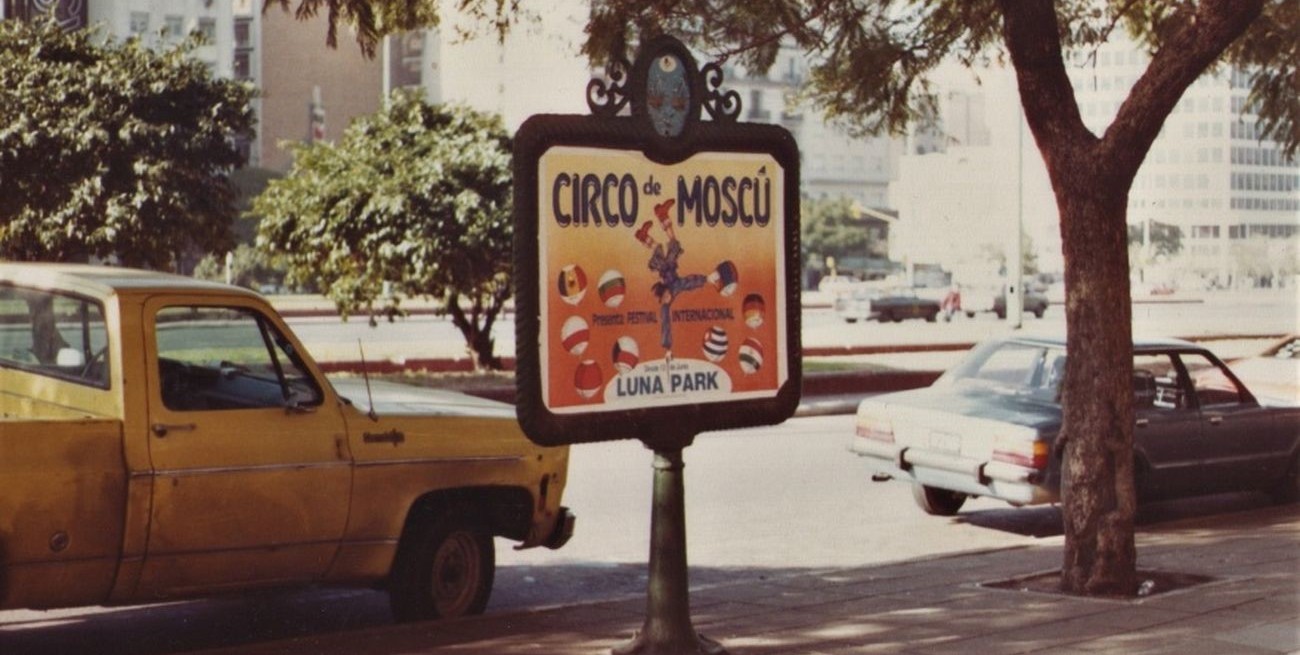 CIRCO de MOSCÚ
Presenta FESTIVAL INTERNACIONAL
LUNA PARK